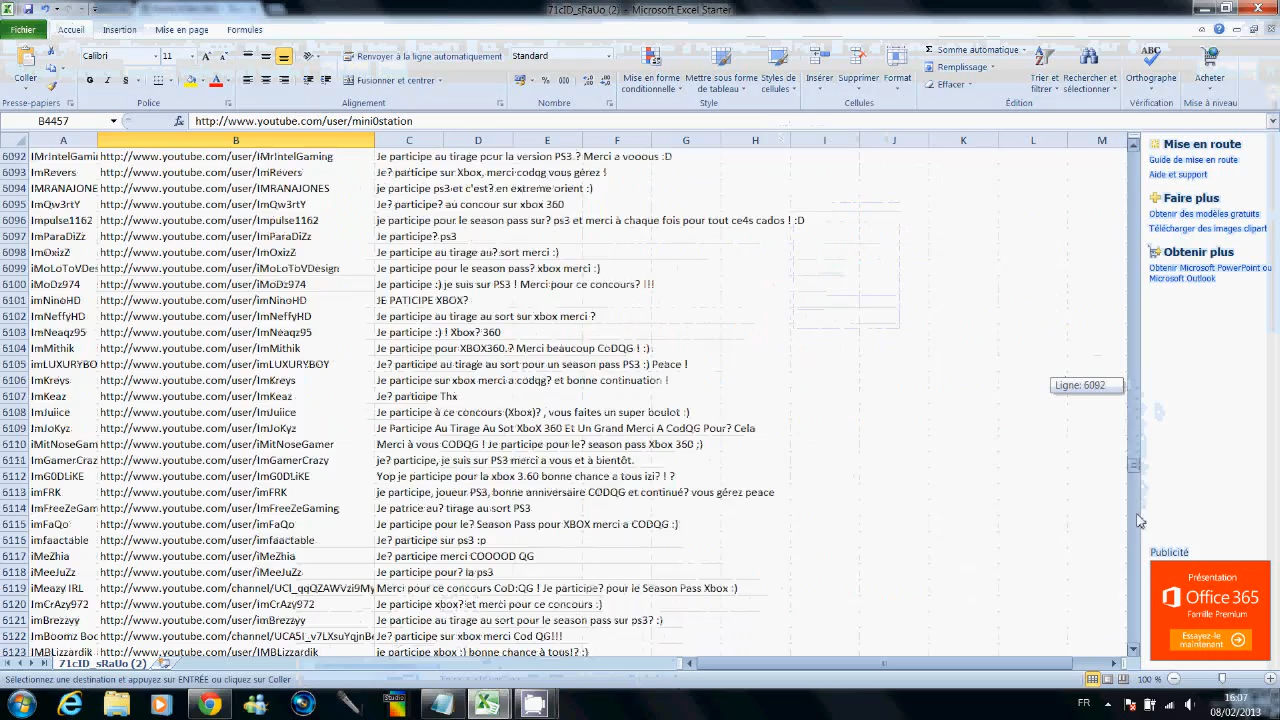 71cID_sRaUo (2) - Microsoft Excel Starter
Fichier Accueil Insertion Mise en page Formules
Coller
Calibri 11
Renvoyer à la ligne automatiquement
Fusionner et centrer
Standard
Mise en forme conditionnelle
Mettre sous forme de tableau
Styles de cellules
Insérer Supprimer Format
Somme automatique
Remplissage
Effacer
Trier et filtrer
Rechercher et sélectionner
Orthographe
Acheter
Presse-papiers Police Alignement Nombre Style Cellules Édition Vérification Mise à niveau
B4457 http://www.youtube.com/user/mini0station
A B C D E F G H I J K L M
6092 IMrIntelGami http://www.youtube.com/user/IMrIntelGaming Je participe au tirage pour la version PS3.? Merci a vooous :D
6093 ImRevers http://www.youtube.com/user/ImRevers Je? participe sur Xbox, merci codqg vous gérez !
6094 IMRANAJONE http://www.youtube.com/user/IMRANAJONES je participe ps3 et c'est? en extreme orient :)
6095 ImQw3rtY http://www.youtube.com/user/ImQw3rtY Je? participe? au concour sur xbox 360
6096 Impulse1162 http://www.youtube.com/user/Impulse1162 je participe pour le season pass sur? ps3 et merci à chaque fois pour tout ce4s cados ! :D
6097 ImParaDiZz http://www.youtube.com/user/ImParaDiZz Je participe? ps3
6098 ImOxizZ http://www.youtube.com/user/ImOxizZ Je participe au tirage au? sort merci :)
6099 iMoLoToVDes http://www.youtube.com/user/iMoLoToVDesign Je participe pour le season pass? xbox merci :)
6100 iMoDz974 http://www.youtube.com/user/iMoDz974 Je participe :) je suis sur PS3! Merci pour ce concours? !!!
6101 imNinoHD http://www.youtube.com/user/imNinoHD JE PATICIPE XBOX?
6102 ImNeffyHD http://www.youtube.com/user/ImNeffyHD Je participe au tirage au sort sur xbox merci ?
6103 ImNeaqz95 http://www.youtube.com/user/ImNeaqz95 Je participe :) ! Xbox? 360
6104 ImMithik http://www.youtube.com/user/ImMithik Je participe pour XBOX360.? Merci beaucoup CoDQG ! :)
6105 imLUXURYBO http://www.youtube.com/user/imLUXURYBOY Je? participe au tirage au sort pour un season pass PS3 :) Peace !
6106 ImKreys http://www.youtube.com/user/ImKreys Je participe sur xbox merci a codqg? et bonne continuation !
6107 ImKeaz http://www.youtube.com/user/ImKeaz Je? participe Thx
6108 ImJuiice http://www.youtube.com/user/ImJuiice Je participe à ce concours (Xbox)? , vous faites un super boulot :)
6109 ImJoKyz http://www.youtube.com/user/ImJoKyz Je Participe Au Tirage Au Sot XboX 360 Et Un Grand Merci A CodQG Pour? Cela
6110 iMitNoseGam http://www.youtube.com/user/iMitNoseGamer Merci à vous CODQG ! Je participe pour le? season pass Xbox 360 ;)
6111 ImGamerCraz http://www.youtube.com/user/ImGamerCrazy je? participe, je suis sur PS3 merci a vous et à bientôt.
6112 ImG0DLiKE http://www.youtube.com/user/ImG0DLiKE Yop je participe pour la xbox 3.60 bonne chance a tous izi? ! ?
6113 imFRK http://www.youtube.com/user/imFRK je participe, joueur PS3, bonne anniversaire CODQG et continué? vous gérez peace
6114 ImFreeZeGam http://www.youtube.com/user/ImFreeZeGaming Je patrice au? tirage au sort PS3
6115 imFaQo http://www.youtube.com/user/imFaQo Je participe pour le? Season Pass pour XBOX merci a CODQG :)
6116 imfaactable http://www.youtube.com/user/imfaactable Je? participe sur ps3 :p
6117 iMeZhia http://www.youtube.com/user/iMeZhia Je? participe merci COOOOD QG
6118 iMeeJuZz http://www.youtube.com/user/iMeeJuZz Je participe pour? la ps3
6119 iMeazy IRL http://www.youtube.com/channel/UCl_qqQZAWVzi9My Merci pour ce concours CoD:QG ! Je participe? pour le Season Pass Xbox :)
6120 ImCrAzy972 http://www.youtube.com/user/ImCrAzy972 Je participe xbox? et merci pour ce concours :)
6121 imBrezzyy http://www.youtube.com/user/imBrezzyy Je participe au tirage au sort pour le season pass sur ps3? :)
6122 ImBoomz Boo http://www.youtube.com/channel/UCA5I_v7LXsuYqjnB Je? participe sur xbox merci Cod QG!!!
6123 IMBLizzardik http://www.youtube.com/user/IMBLizzardik je participe xbox :) bonne à tous!? ;)
Ligne: 6092
Mise en route
Guide de mise en route
Aide et support
Faire plus
Obtenir des modèles gratuits
Télécharger des images clipart
Obtenir plus
Obtenir Microsoft PowerPoint ou
Microsoft Outlook
Publicité
Présentation
Office 365
Famille Premium
Essayez-le
maintenant
71cID_sRaUo (2)
Sélectionnez une destination et appuyez sur ENTRÉE ou cliquez sur Coller
100 %
Studio
FR
16:07
08/02/2013